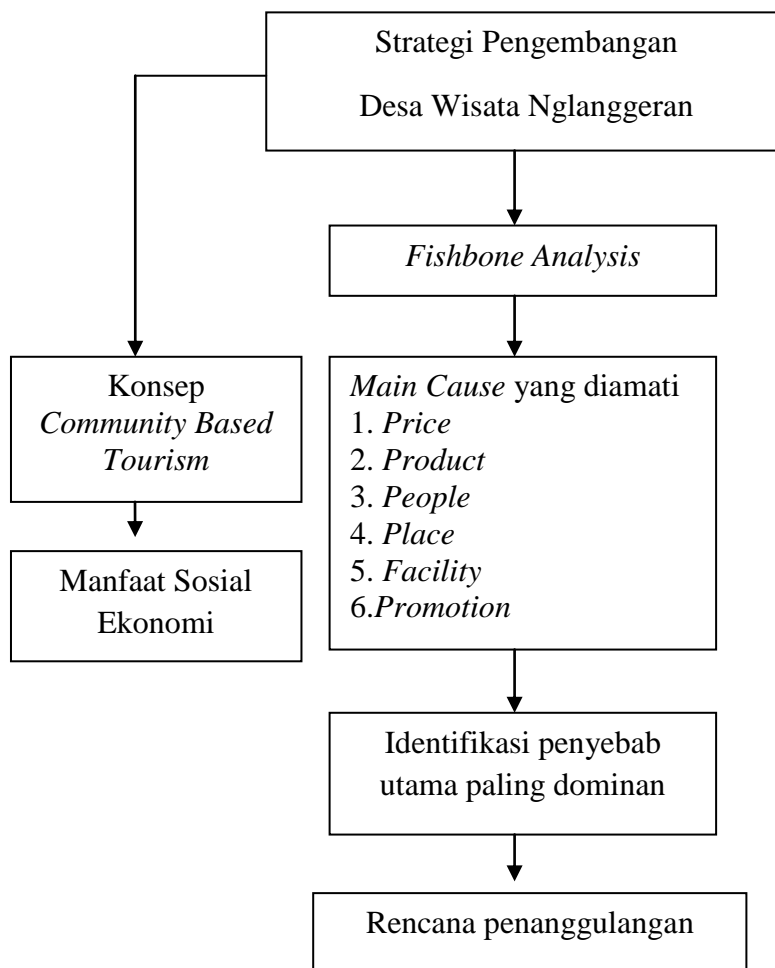 Strategi Pengembangan
Desa Wisata Nglanggeran
Fishbone Analysis
Konsep
Community Based
Tourism
Manfaat Sosial
Ekonomi
Main Cause yang diamati
1. Price
2. Product
3. People
4. Place
5. Facility
6.Promotion
Identifikasi penyebab
utama paling dominan
Rencana penanggulangan